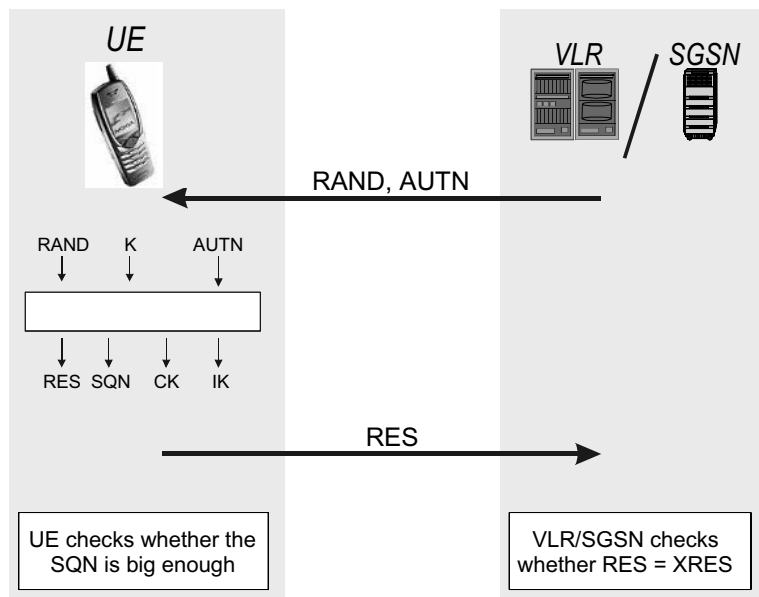 UE
VLR
SGSN
RAND, AUTN
RAND K AUTN
RES SQN CK IK
RES
UE checks whether the
SQN is big enough
VLR/SGSN checks
whether RES = XRES